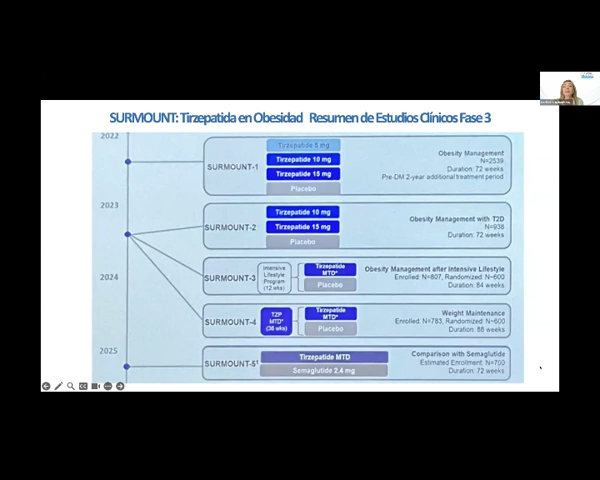 SURMOUNT: Tirzepatida en Obesidad Resumen de Estudios Clínicos Fase 3
2022
SURMOUNT-1
Tirzepatide 5 mg
Tirzepatide 10 mg
Tirzepatide 15 mg
Placebo
Obesity Management
N=2539
Duration: 72 weeks
Pre-DM 2-year additional treatment period
2023
SURMOUNT-2
Tirzepatide 10 mg
Tirzepatide 15 mg
Placebo
Obesity Management with T2D
N=938
Duration: 72 weeks
2024
SURMOUNT-3
Intensive
Lifestyle
Program
(12 wks)
Tirzepatide
MTD*
Placebo
Obesity Management after Intensive Lifestyle
Enrolled: N=807, Randomized: N~600
Duration: 84 weeks
SURMOUNT-4
TZP
MTD*
(36 wks)
Tirzepatide
MTD*
Placebo
Weight Maintenance
Enrolled: N=783, Randomized: N~600
Duration: 88 weeks
2025
SURMOUNT-5
Tirzepatide MTD
Semaglutide 2.4 mg
Comparison with Semaglutide
Estimated Enrolment: N=700
Duration: 72 weeks